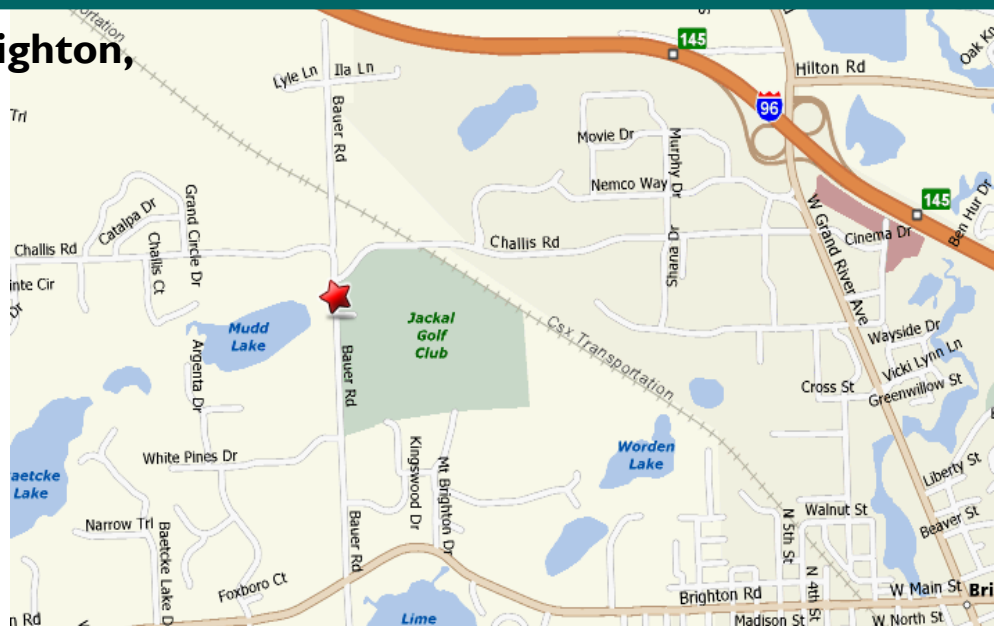 ighton,
portation
145
Hilton Rd
Oak Kn
Lyle Ln
Ila Ln
96
Trl
Bauer Rd
Movie Dr
Murphy Dr
Nemco Way
145
Ben Hur Dr
Catalpa Dr
Grand Circle Dr
W Grand River Ave
Challis Rd
Challis Ct
Challis Rd
Cinema Dr
Shana Dr
inte Cir
Dr
Mudd
Lake
Jackal
Golf
Club
Csx Transportation
Wayside Dr
Argenta Dr
Bauer Rd
Vicki Lynn Ln
Cross St
Greenwillow St
White Pines Dr
Kingswood Dr
Mt Brighton Dr
Worden
Lake
aetcke
Lake
Liberty St
Narrow Trl
Baetcke Lake D
Bauer Rd
N 5th St
Walnut St
Beaver St
Foxboro Ct
N 4th St
Brighton Rd
W Main St
Bri
n Rd
Lime
Madison St
W North St